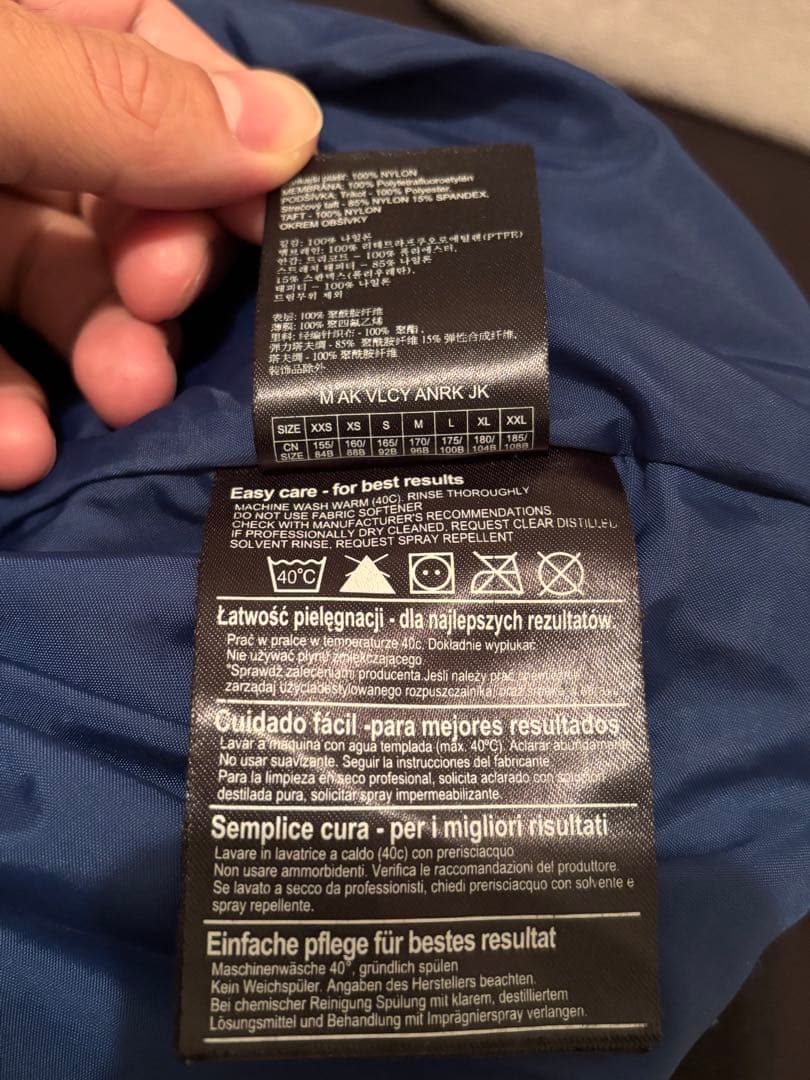 100% NYLON
MEMBRÁNA: 100% Polytetrafluoroetylén
PODŠÍVKA: Trikot - 100% Polyester,
Strečový taft - 85% NYLON 15% SPANDEX.
TAFT - 100% NYLON
OKREM OBŠÍVKY
겉감: 100% 나일론
멤브레인: 100% 폴리테트라플루오로에틸렌(PTFE)
안감: 트리코트 - 100% 폴리에스터,
스트레치 태피터 - 85% 나일론
15% 스판덱스(폴리우레탄).
태피터 - 100% 나일론
트림부위 제외
表层: 100% 聚酰胺纤维
薄膜: 100% 聚四氟乙烯
里料: 经编针织布 - 100% 聚酯,
弹力塔夫绸 - 85% 聚酰胺纤维 15% 弹性合成纤维.
塔夫绸 - 100% 聚酰胺纤维
装饰品除外
M AK VLCY ANRK JK
SIZE XXS XS S M L XL XXL
CN SIZE 155/84B 160/88B 165/92B 170/96B 175/100B 180/104B 185/108B
Easy care - for best results
MACHINE WASH WARM (40C). RINSE THOROUGHLY
DO NOT USE FABRIC SOFTENER
CHECK WITH MANUFACTURER'S RECOMMENDATIONS.
IF PROFESSIONALLY DRY CLEANED, REQUEST CLEAR DISTILLED
SOLVENT RINSE, REQUEST SPRAY REPELLENT
40°C
Łatwość pielęgnacji - dla najlepszych rezultatów.
Prać w pralce w temperaturze 40c. Dokładnie wypłukać
Nie używać płynu zmiękczającego
*Sprawdź zaleceniami producenta.Jeśli należy prać
zarządaj użyciadestylowanego rozpuszczalnika
Cuidado fácil -para mejores resultados
Lavar a máquina con agua templada (máx. 40ºC). Aclarar abundamente
No usar suavizante. Seguir la instrucciones del fabricante
Para la limpieza en seco profesional, solicita aclarado con solución
destilada pura, solicitar spray impermeabilizante.
Semplice cura - per i migliori risultati
Lavare in lavatrice a caldo (40c) con prerisciacquo
Non usare ammorbidenti. Verifica le raccomandazioni del produttore.
Se lavato a secco da professionisti, chiedi prerisciacquo con solvente e
spray repellente.
Einfache pflege für bestes resultat
Maschinenwäsche 40°, gründlich spülen
Kein Weichspüler. Angaben des Herstellers beachten.
Bei chemischer Reinigung Spülung mit klarem, destilliertem
Lösungsmittel und Behandlung mit Imprägnierspray verlangen.